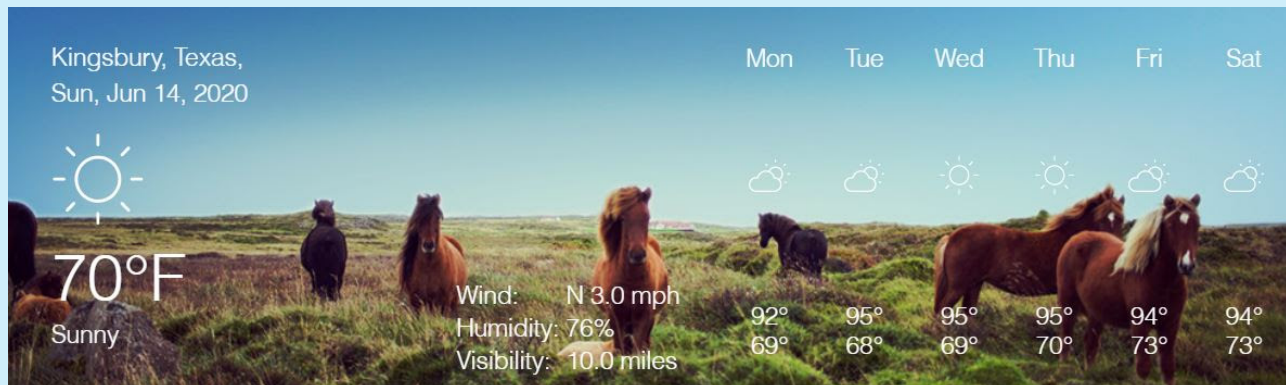 Kingsbury, Texas,
Sun, Jun 14, 2020
70°F
Sunny
Wind: N 3.0 mph
Humidity: 76%
Visibility: 10.0 miles
Mon Tue Wed Thu Fri Sat
92° 95° 95° 95° 94° 94°
69° 68° 69° 70° 73° 73°